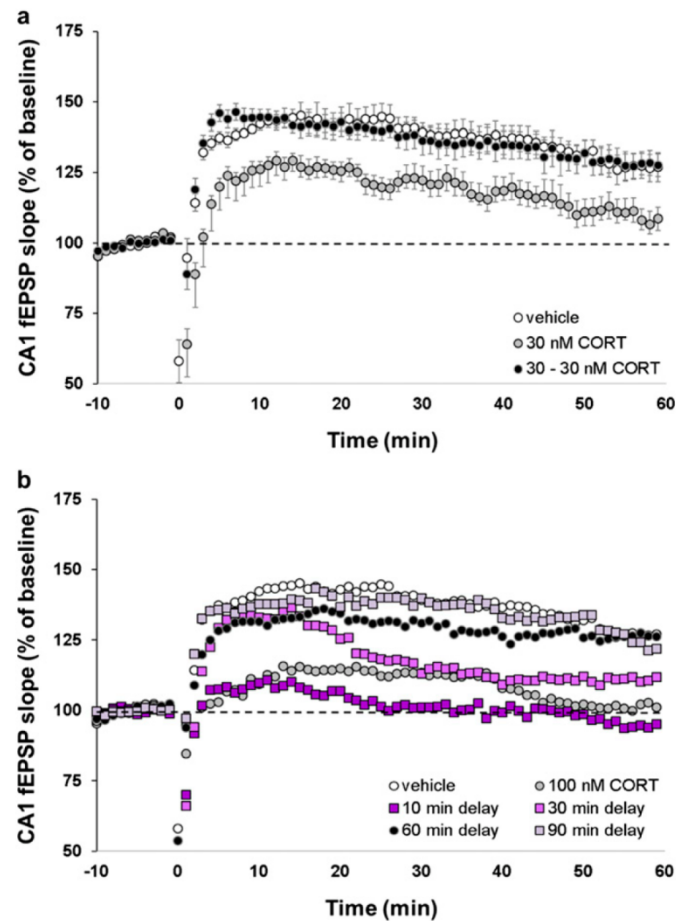 a
CA1 fEPSP slope (% of baseline)
175
150
125
100
75
50
-10
0
10
20
30
40
50
60
Time (min)
vehicle
30 nM CORT
30 - 30 nM CORT
b
CA1 fEPSP slope (% of baseline)
175
150
125
100
75
50
-10
0
10
20
30
40
50
60
Time (min)
vehicle 100 nM CORT
10 min delay 30 min delay
60 min delay 90 min delay